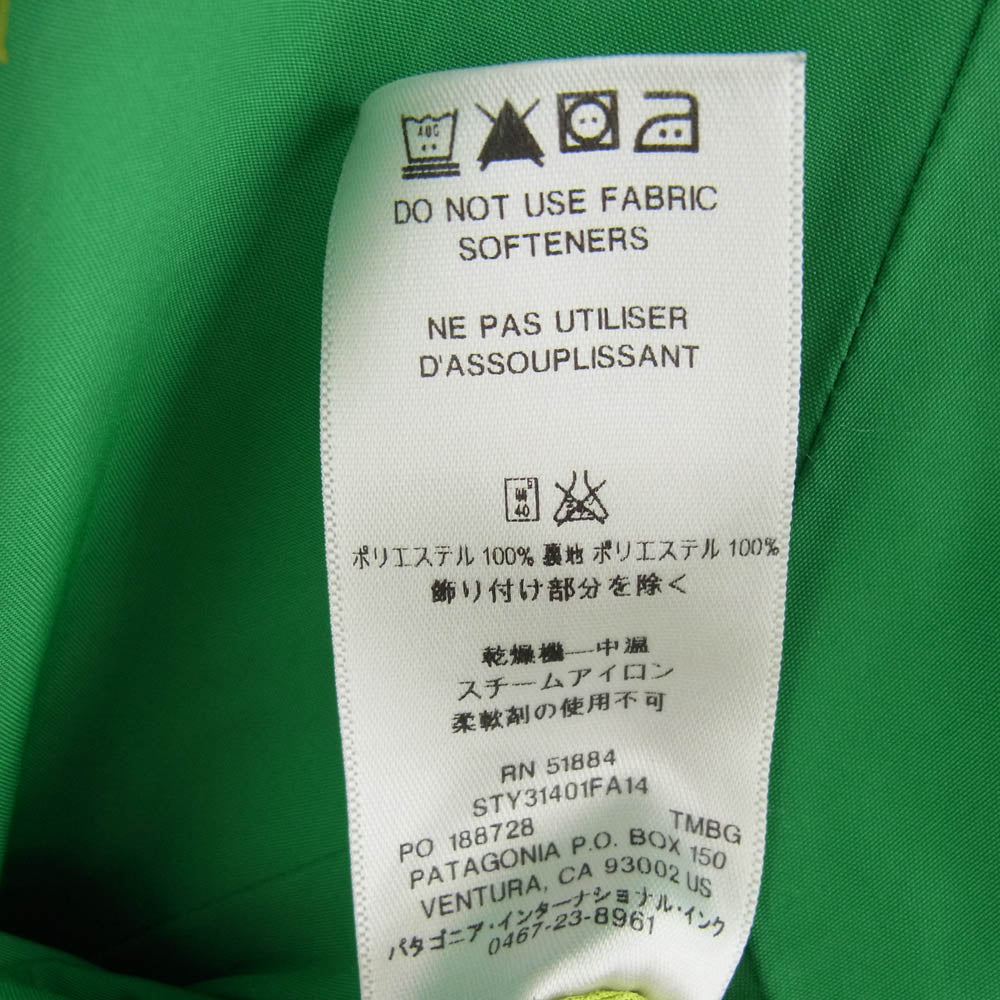 DO NOT USE FABRIC
SOFTENERS
NE PAS UTILISER
D'ASSOUPLISSANT
40
ポリエステル 100% 裏地 ポリエステル 100%
飾り付け部分を除く
乾燥機—中温
スチームアイロン
柔軟剤の使用不可
RN 51884
STY31401FA14
PO 188728 TMBG
PATAGONIA P.O. BOX 150
VENTURA, CA 93002 US
パタゴニア・インターナショナル・インク
0467-23-8961